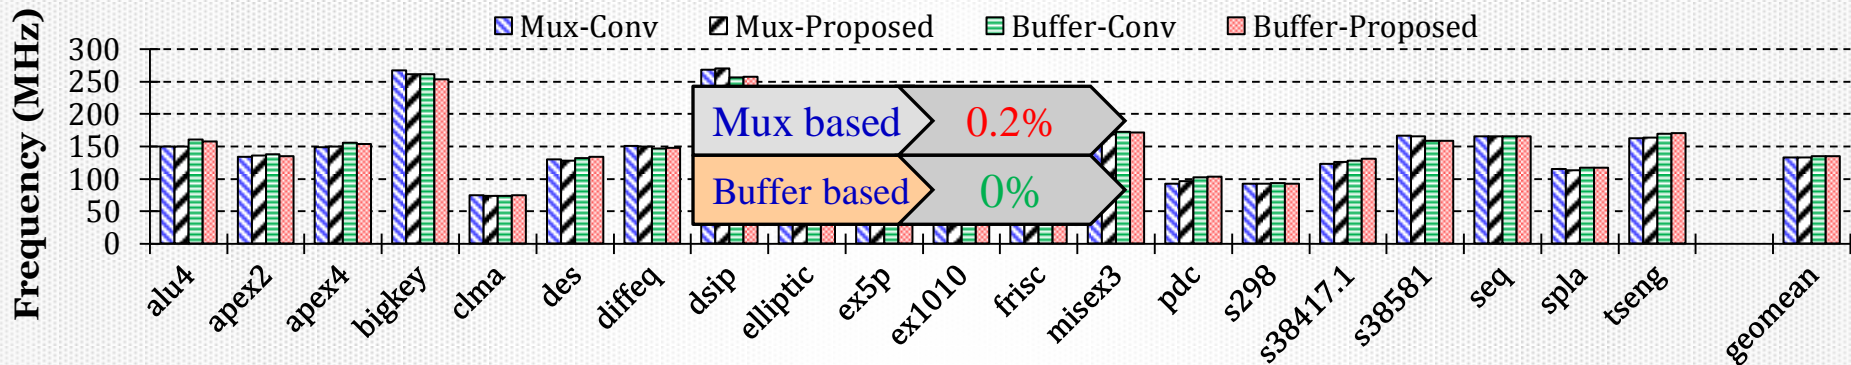 Mux-Conv Mux-Proposed Buffer-Conv Buffer-Proposed
Frequency (MHz)
300
250
200
150
100
50
0
Mux based 0.2%
Buffer based 0%
alu4 apex2 apex4 bigkey clma des diffeq dsip elliptic ex5p ex1010 frisc misex3 pdc s298 s38417.1 s38581 seq spla tseng geomean